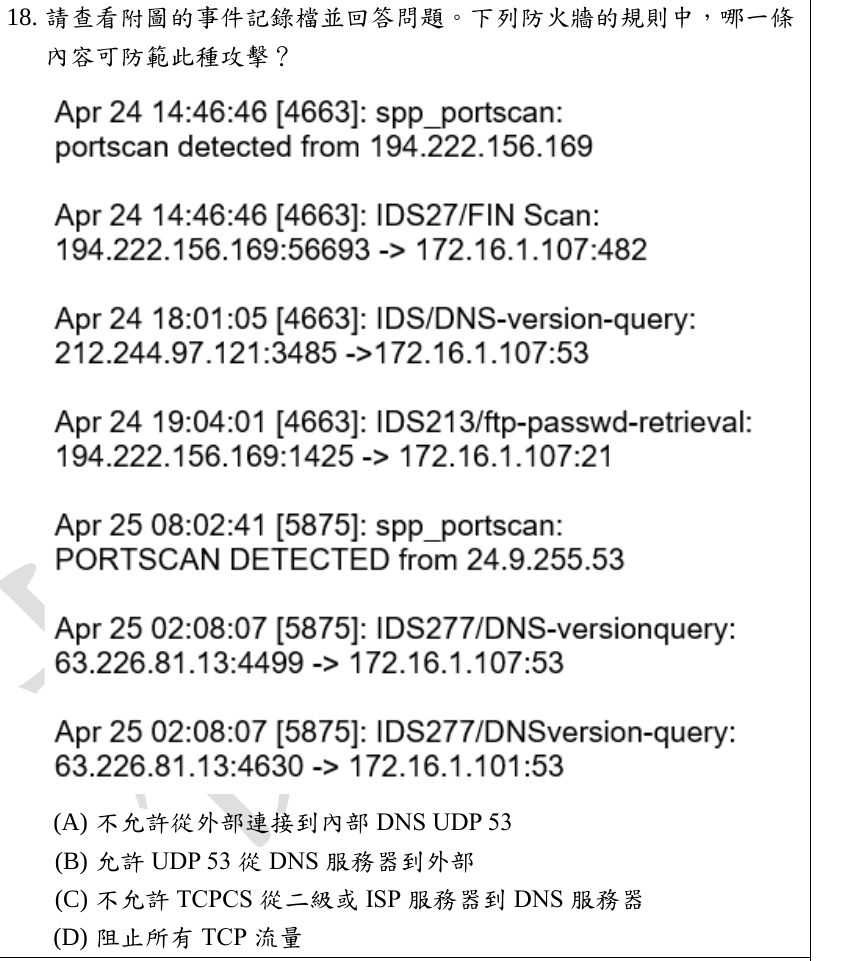 18. 請查看附圖的事件記錄檔並回答問題。下列防火牆的規則中，哪一條
內容可防範此種攻擊？
Apr 24 14:46:46 [4663]: spp_portscan:
portscan detected from 194.222.156.169
Apr 24 14:46:46 [4663]: IDS27/FIN Scan:
194.222.156.169:56693 -> 172.16.1.107:482
Apr 24 18:01:05 [4663]: IDS/DNS-version-query:
212.244.97.121:3485 ->172.16.1.107:53
Apr 24 19:04:01 [4663]: IDS213/ftp-passwd-retrieval:
194.222.156.169:1425 -> 172.16.1.107:21
Apr 25 08:02:41 [5875]: spp_portscan:
PORTSCAN DETECTED from 24.9.255.53
Apr 25 02:08:07 [5875]: IDS277/DNS-versionquery:
63.226.81.13:4499 -> 172.16.1.107:53
Apr 25 02:08:07 [5875]: IDS277/DNSversion-query:
63.226.81.13:4630 -> 172.16.1.101:53
(A) 不允許從外部連接到內部 DNS UDP 53
(B) 允許 UDP 53 從 DNS 服務器到外部
(C) 不允許 TCPCS 從二級或 ISP 服務器到 DNS 服務器
(D) 阻止所有 TCP 流量